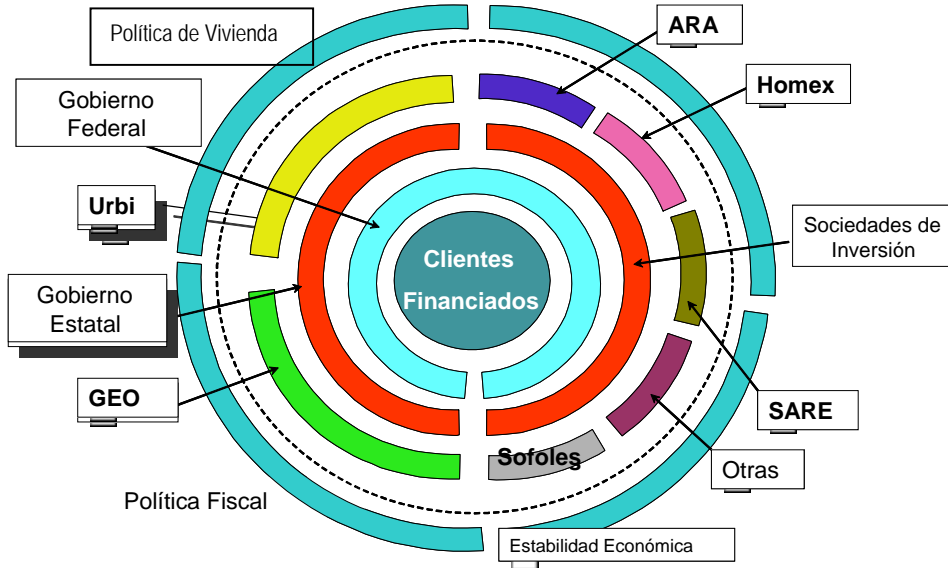 Política de Vivienda
ARA
Gobierno
Federal
Homex
Urbi
Sociedades de
Inversión
Clientes
Financiados
Gobierno
Estatal
GEO
SARE
Sofoles
Otras
Política Fiscal
Estabilidad Económica